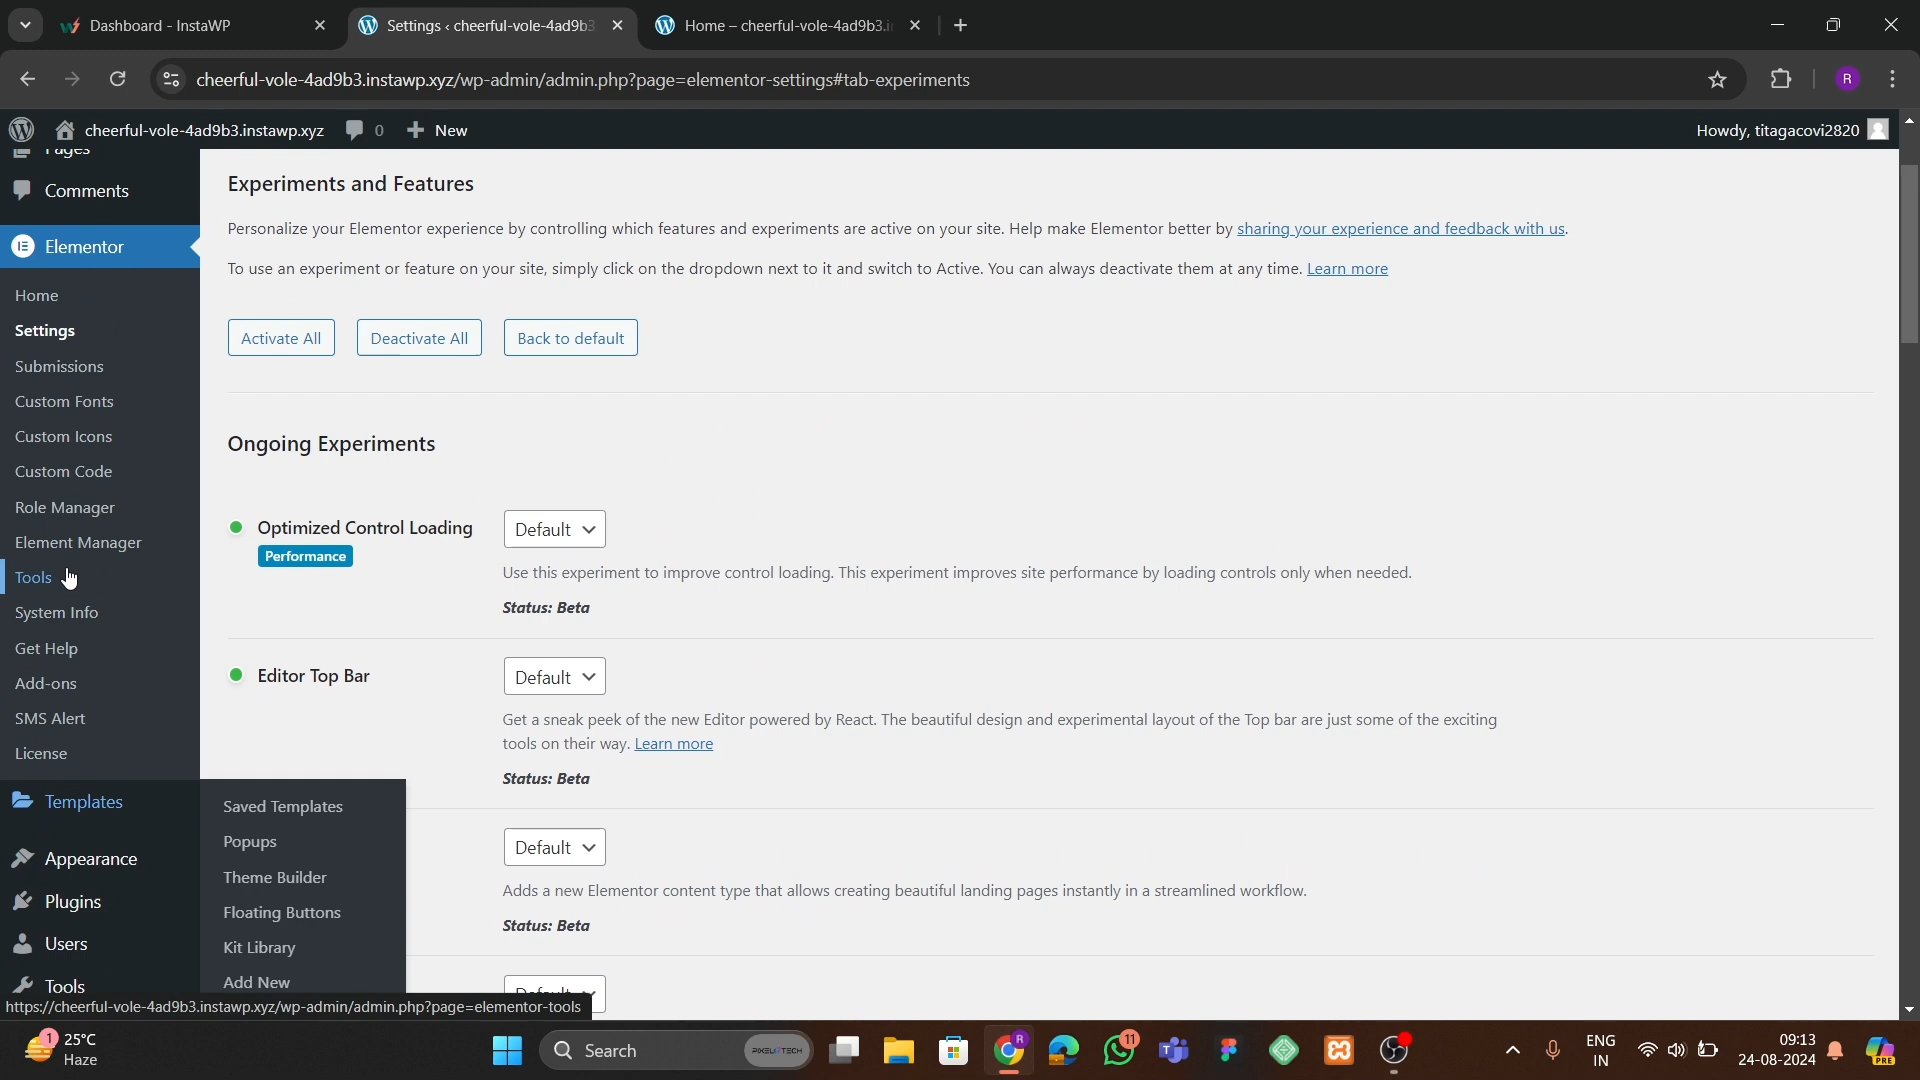 Dashboard - InstaWP
Settings ‹ cheerful-vole-4ad9b3
Home – cheerful-vole-4ad9b3.i
cheerful-vole-4ad9b3.instawp.xyz/wp-admin/admin.php?page=elementor-settings#tab-experiments
R
cheerful-vole-4ad9b3.instawp.xyz
0
New
Howdy, titagacovi2820
Pages
Comments
Elementor
Home
Settings
Submissions
Custom Fonts
Custom Icons
Custom Code
Role Manager
Element Manager
Tools
System Info
Get Help
Add-ons
SMS Alert
License
Templates
Appearance
Plugins
Users
Tools
Saved Templates
Popups
Theme Builder
Floating Buttons
Kit Library
Add New
Experiments and Features
Personalize your Elementor experience by controlling which features and experiments are active on your site. Help make Elementor better by sharing your experience and feedback with us.
To use an experiment or feature on your site, simply click on the dropdown next to it and switch to Active. You can always deactivate them at any time. Learn more
Activate All
Deactivate All
Back to default
Ongoing Experiments
Optimized Control Loading
Performance
Default
Use this experiment to improve control loading. This experiment improves site performance by loading controls only when needed.
Status: Beta
Editor Top Bar
Default
Get a sneak peek of the new Editor powered by React. The beautiful design and experimental layout of the Top bar are just some of the exciting
tools on their way. Learn more
Status: Beta
Default
Adds a new Elementor content type that allows creating beautiful landing pages instantly in a streamlined workflow.
Status: Beta
Default
https://cheerful-vole-4ad9b3.instawp.xyz/wp-admin/admin.php?page=elementor-tools
1
25°C
Haze
Search
PIXEL TECH
R
11
ENG
IN
09:13
24-08-2024
PRE